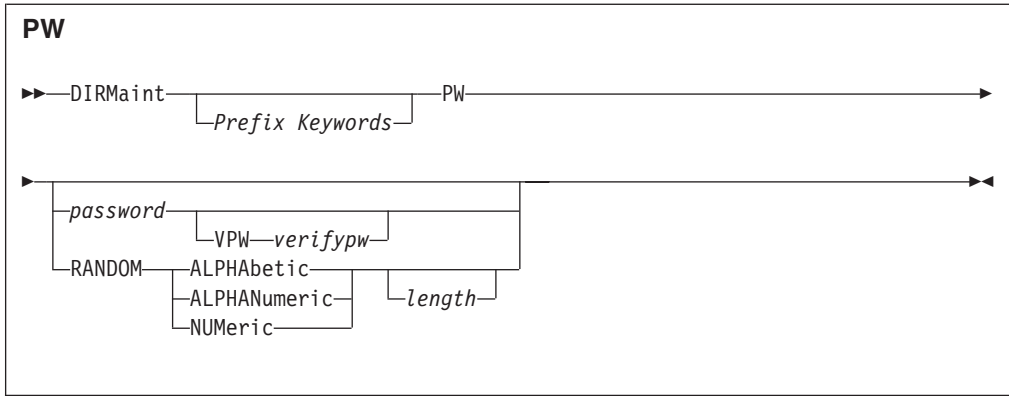 PW
DIRMaint PW
Prefix Keywords
password
VPW verifypw
RANDOM ALPHAbetic
ALPHANumeric length
NUMeric